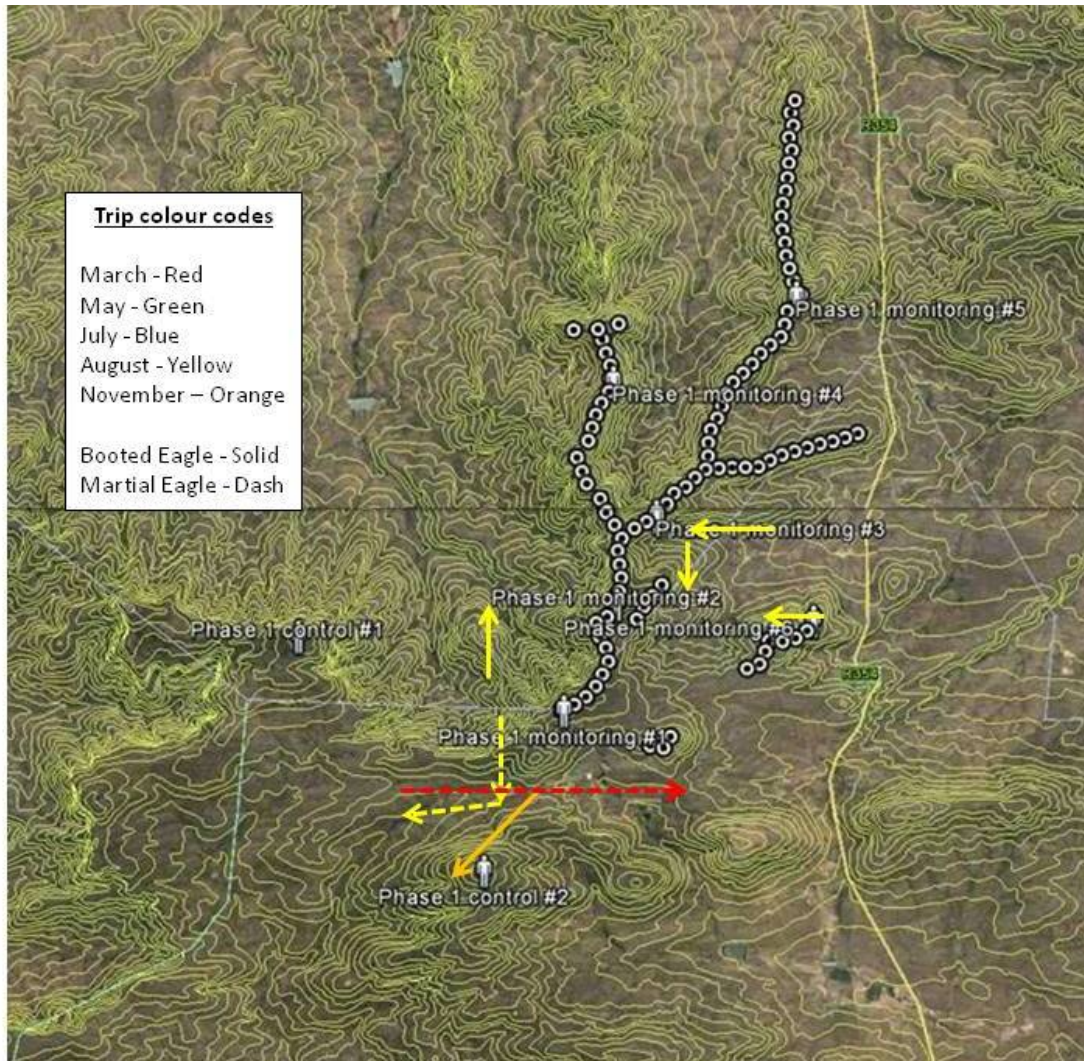 R354
Trip colour codes
March - Red
May - Green
July - Blue
August - Yellow
November – Orange
Booted Eagle - Solid
Martial Eagle - Dash
Phase 1 monitoring #5
Phase 1 monitoring #4
Phase 1 monitoring #3
Phase 1 monitoring #2
Phase 1 control #1
Phase 1 monitoring #6
R354
Phase 1 monitoring #1
Phase 1 control #2